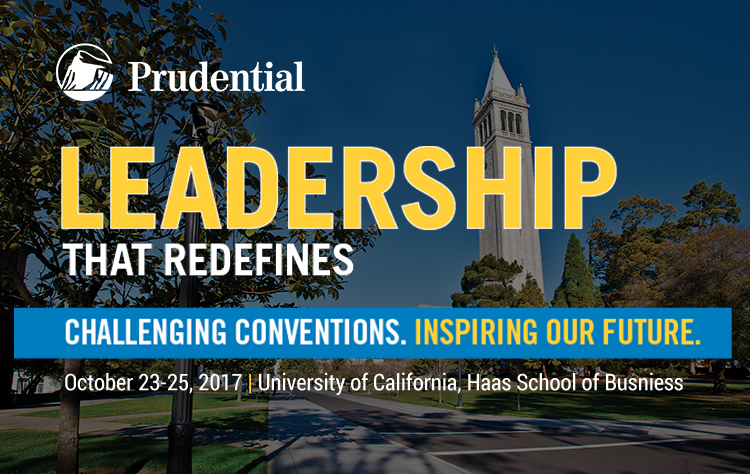 Prudential
LEADERSHIP
THAT REDEFINES
CHALLENGING CONVENTIONS. INSPIRING OUR FUTURE.
October 23-25, 2017 | University of California, Haas School of Busniess